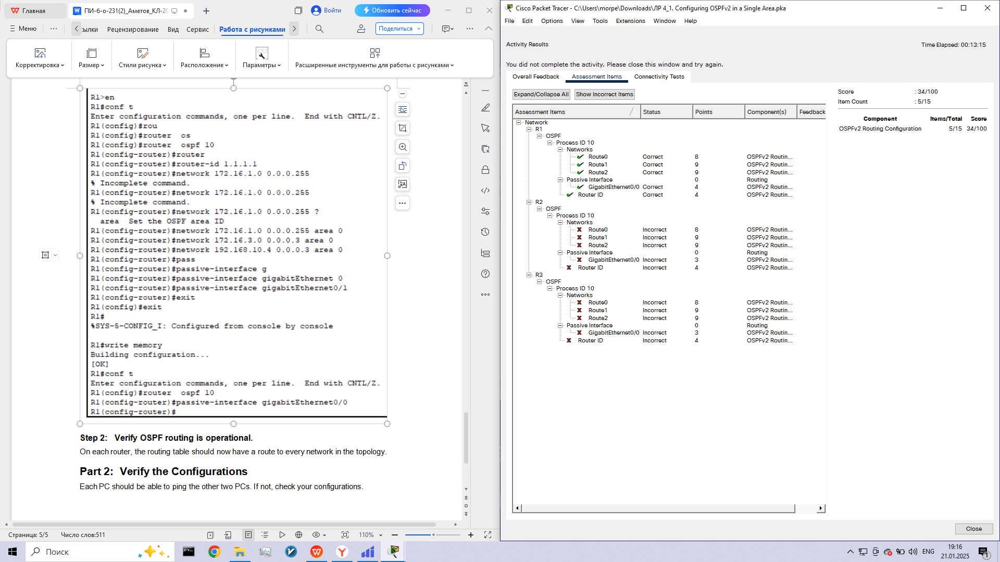 Главная
ПИ-б-о-231(2)_Аметов_КЛ-20
Войти
Обновить сейчас
Меню
сылки
Рецензирование
Вид
Сервис
Работа с рисунками
Поделиться
Корректировка
Размер
Стили рисунка
Расположение
Параметры
Расширенные инструменты для работы с рисунками
R1>en
R1#conf t
Enter configuration commands, one per line.  End with CNTL/Z.
R1(config)#rou
R1(config)#router  os
R1(config)#router  ospf 10
R1(config-router)#router
R1(config-router)#router-id 1.1.1.1
R1(config-router)#network 172.16.1.0 0.0.0.255
% Incomplete command.
R1(config-router)#network 172.16.1.0 0.0.0.255
% Incomplete command.
R1(config-router)#network 172.16.1.0 0.0.0.255 ?
area  Set the OSPF area ID
R1(config-router)#network 172.16.1.0 0.0.0.255 area 0
R1(config-router)#network 172.16.3.0 0.0.0.3 area 0
R1(config-router)#network 192.168.10.4 0.0.0.3 area 0
R1(config-router)#pass
R1(config-router)#passive-interface g
R1(config-router)#passive-interface gigabitEthernet 0
R1(config-router)#passive-interface gigabitEthernet0/1
R1(config-router)#exit
R1(config)#exit
R1#
%SYS-5-CONFIG_I: Configured from console by console
R1#write memory
Building configuration...
[OK]
R1#conf t
Enter configuration commands, one per line.  End with CNTL/Z.
R1(config)#router  ospf 10
R1(config-router)#passive-interface gigabitEthernet0/0
R1(config-router)#
Step 2:   Verify OSPF routing is operational.
On each router, the routing table should now have a route to every network in the topology.
Part 2:  Verify the Configurations
Each PC should be able to ping the other two PCs. If not, check your configurations.
Страница: 5/5
Число слов:511
110%
Cisco Packet Tracer - C:\Users\morpe\Downloads\ЛР 4_1. Configuring OSPFv2 in a Single Area.pka
File Edit Options View Tools Extensions Window Help
Activity Results
Time Elapsed: 00:13:15
You did not complete the activity. Please close this window and try again.
Overall Feedback
Assessment Items
Connectivity Tests
Expand/Collapse All
Show Incorrect Items
Score : 34/100
Item Count : 5/15
Component Items/Total Score
OSPFv2 Routing Configuration 5/15 34/100
Assessment Items Status Points Component(s) Feedback
Network
R1
OSPF
Process ID 10
Networks
Route0 Correct 8 OSPFv2 Routin...
Route1 Correct 9 OSPFv2 Routin...
Route2 Correct 9 OSPFv2 Routin...
Passive Interface 0 Routing
GigabitEthernet0/0 Correct 4 OSPFv2 Routin...
Router ID Correct 4 OSPFv2 Routin...
R2
OSPF
Process ID 10
Networks
Route0 Incorrect 8 OSPFv2 Routin...
Route1 Incorrect 9 OSPFv2 Routin...
Route2 Incorrect 9 OSPFv2 Routin...
Passive Interface 0 Routing
GigabitEthernet0/0 Incorrect 3 OSPFv2 Routin...
Router ID Incorrect 4 OSPFv2 Routin...
R3
OSPF
Process ID 10
Networks
Route0 Incorrect 8 OSPFv2 Routin...
Route1 Incorrect 9 OSPFv2 Routin...
Route2 Incorrect 9 OSPFv2 Routin...
Passive Interface 0 Routing
GigabitEthernet0/0 Incorrect 3 OSPFv2 Routin...
Router ID Incorrect 4 OSPFv2 Routin...
Close
Поиск
ENG
19:16
21.01.2025
1